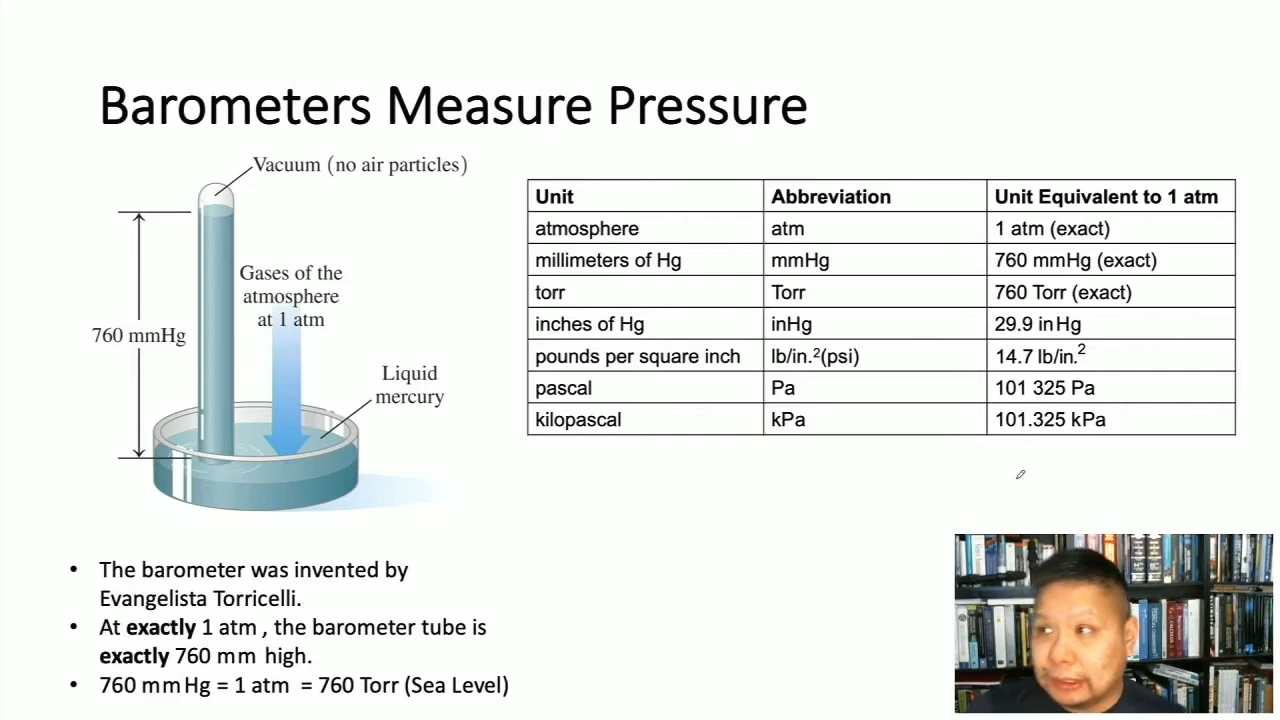 Barometers Measure Pressure
Vacuum (no air particles)
Gases of the
atmosphere
at 1 atm
760 mmHg
Liquid
mercury
Unit Abbreviation Unit Equivalent to 1 atm
atmosphere atm 1 atm (exact)
millimeters of Hg mmHg 760 mmHg (exact)
torr Torr 760 Torr (exact)
inches of Hg inHg 29.9 inHg
pounds per square inch lb/in.²(psi) 14.7 lb/in.²
pascal Pa 101 325 Pa
kilopascal kPa 101.325 kPa
• The barometer was invented by
Evangelista Torricelli.
• At exactly 1 atm , the barometer tube is
exactly 760 mm high.
• 760 mmHg = 1 atm = 760 Torr (Sea Level)